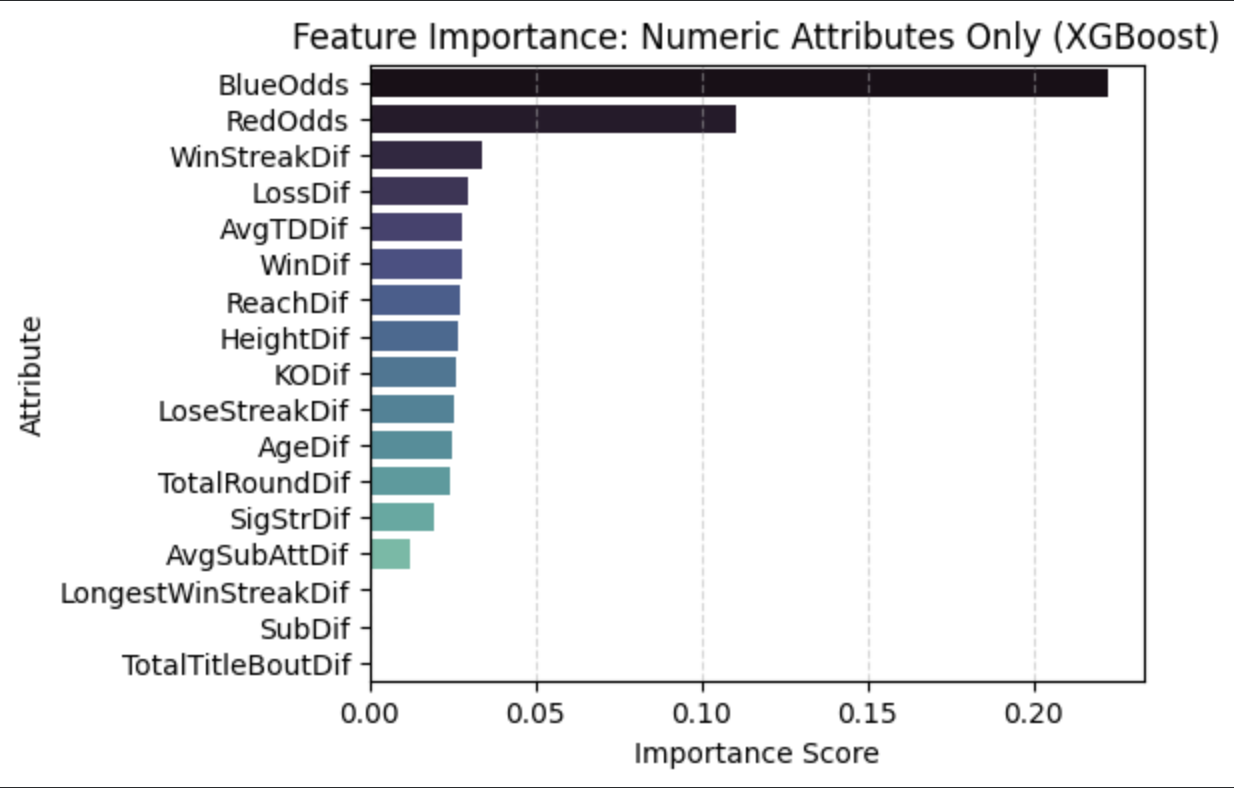 Feature Importance: Numeric Attributes Only (XGBoost)
BlueOdds
RedOdds
WinStreakDif
LossDif
AvgTDDif
WinDif
ReachDif
HeightDif
KODif
LoseStreakDif
AgeDif
TotalRoundDif
SigStrDif
AvgSubAttDif
LongestWinStreakDif
SubDif
TotalTitleBoutDif
Attribute
0.00 0.05 0.10 0.15 0.20
Importance Score